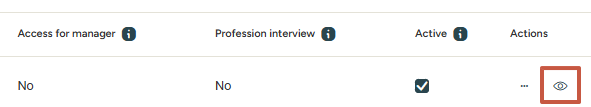 Access for manager Profession interview Active Actions
No No